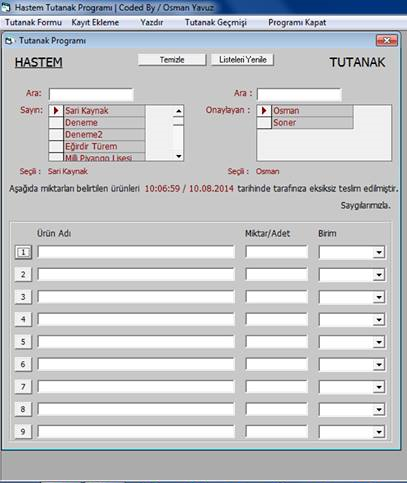 Hastem Tutanak Programı | Coded By / Osman Yavuz
Tutanak Formu Kayıt Ekleme Yazdır Tutanak Geçmişi Programı Kapat
Tutanak Programı
HASTEM Temizle Listeleri Yenile TUTANAK
Ara: Ara :
Sayın: Sari Kaynak Onaylayan : Osman
Deneme Soner
Deneme2
Eğirdir Türem
Milli Piyango Lisesi
Seçili : Sari Kaynak Seçili : Osman
Aşağıda miktarları belirtilen ürünleri 10:06:59 / 10.08.2014 tarihinde tarafınıza eksiksiz teslim edilmiştir.
Saygılarımızla.
Ürün Adı Miktar/Adet Birim
1
2
3
4
5
6
7
8
9